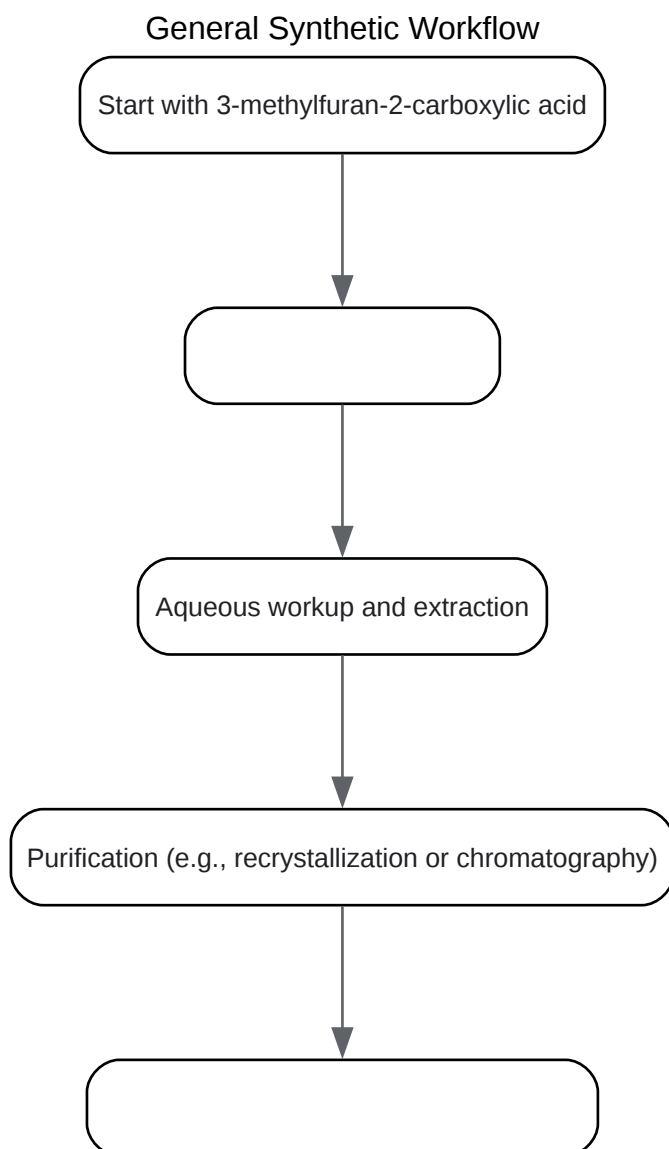 General Synthetic Workflow
Start with 3-methylfuran-2-carboxylic acid
Aqueous workup and extraction
Purification (e.g., recrystallization or chromatography)